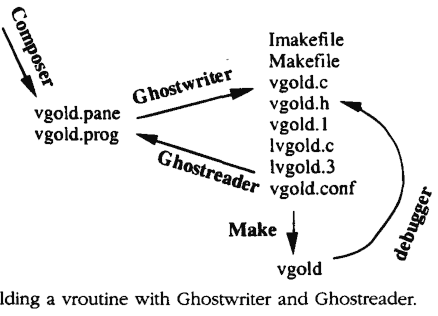 Composer
vgold.pane
vgold.prog
Ghostwriter
Ghostreader
Imakefile
Makefile
vgold.c
vgold.h
vgold.1
lvgold.c
lvgold.3
vgold.conf
Make
vgold
debugger
lding a vroutine with Ghostwriter and Ghostreader.